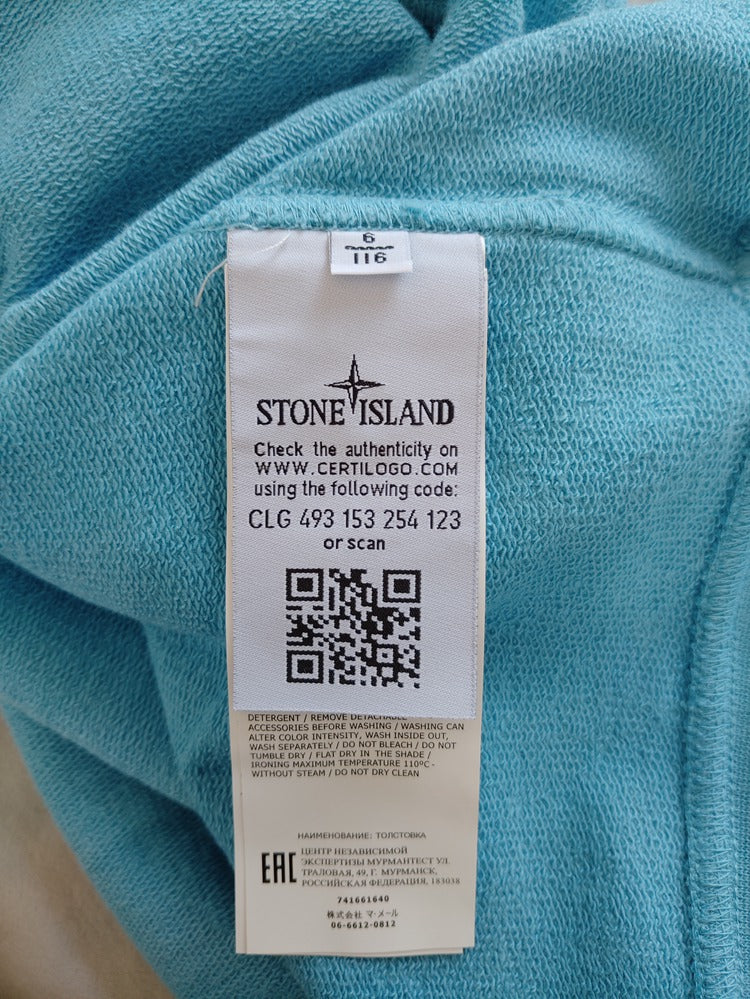 6
116
STONE ISLAND
Check the authenticity on
WWW.CERTILOGO.COM
using the following code:
CLG 493 153 254 123
or scan
DETERGENT / REMOVE DETACHABLE
ACCESSORIES BEFORE WASHING / WASHING CAN
ALTER COLOR INTENSITY, WASH INSIDE OUT,
WASH SEPARATELY / DO NOT BLEACH / DO NOT
TUMBLE DRY / FLAT DRY IN THE SHADE /
IRONING MAXIMUM TEMPERATURE 110ºC -
WITHOUT STEAM / DO NOT DRY CLEAN
НАИМЕНОВАНИЕ: ТОЛСТОВКА
EAC
ЦЕНТР НЕЗАВИСИМОЙ
ЭКСПЕРТИЗЫ МУРМАНТЕСТ УЛ.
ТРАЛОВАЯ, 49, Г. МУРМАНСК,
РОССИЙСКАЯ ФЕДЕРАЦИЯ, 183038
741661640
株式会社 マ・メール
06-6612-0812